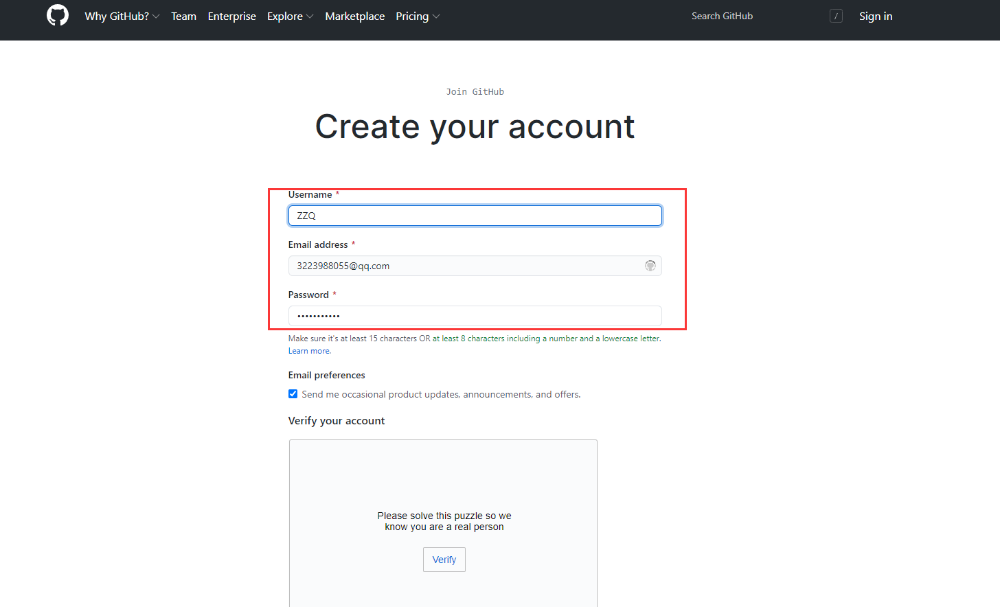 Why GitHub? Team Enterprise Explore Marketplace Pricing Search GitHub / Sign in
Join GitHub
Create your account
Username *
ZZQ
Email address *
3223988055@qq.com
Password *
•••••••••••
Make sure it's at least 15 characters OR at least 8 characters including a number and a lowercase letter.
Learn more.
Email preferences
Send me occasional product updates, announcements, and offers.
Verify your account
Please solve this puzzle so we
know you are a real person
Verify